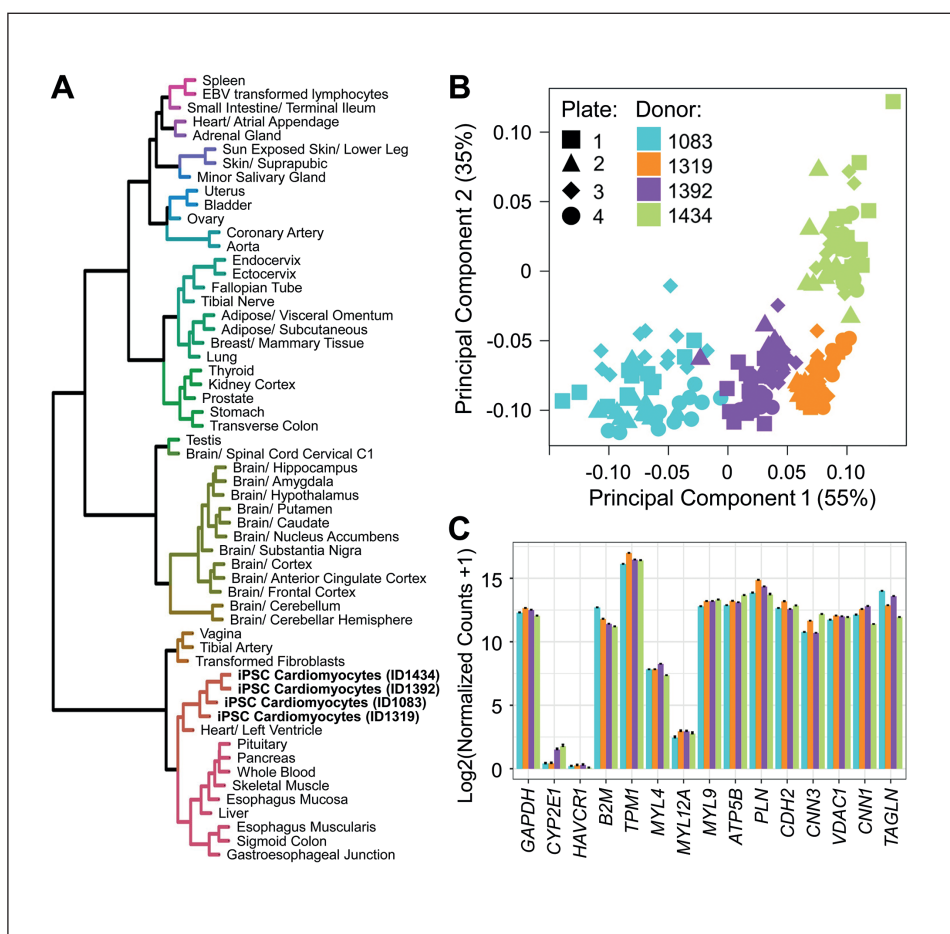 A
Spleen
EBV transformed lymphocytes
Small Intestine/ Terminal Ileum
Heart/ Atrial Appendage
Adrenal Gland
Sun Exposed Skin/ Lower Leg
Skin/ Suprapubic
Minor Salivary Gland
Uterus
Bladder
Ovary
Coronary Artery
Aorta
Endocervix
Ectocervix
Fallopian Tube
Tibial Nerve
Adipose/ Visceral Omentum
Adipose/ Subcutaneous
Breast/ Mammary Tissue
Lung
Thyroid
Kidney Cortex
Prostate
Stomach
Transverse Colon
Testis
Brain/ Spinal Cord Cervical C1
Brain/ Hippocampus
Brain/ Amygdala
Brain/ Hypothalamus
Brain/ Putamen
Brain/ Caudate
Brain/ Nucleus Accumbens
Brain/ Substantia Nigra
Brain/ Cortex
Brain/ Anterior Cingulate Cortex
Brain/ Frontal Cortex
Brain/ Cerebellum
Brain/ Cerebellar Hemisphere
Vagina
Tibial Artery
Transformed Fibroblasts
iPSC Cardiomyocytes (ID1434)
iPSC Cardiomyocytes (ID1392)
iPSC Cardiomyocytes (ID1083)
iPSC Cardiomyocytes (ID1319)
Heart/ Left Ventricle
Pituitary
Pancreas
Whole Blood
Skeletal Muscle
Esophagus Mucosa
Liver
Esophagus Muscularis
Sigmoid Colon
Gastroesophageal Junction
B
Plate: Donor:
1 1083
2 1319
3 1392
4 1434
Principal Component 2 (35%)
0.10
0.05
0
-0.05
-0.10
-0.10 -0.05 0 0.05 0.10
Principal Component 1 (55%)
C
Log2(Normalized Counts +1)
15
10
5
0
GAPDH
CYP2E1
HAVCR1
B2M
TPM1
MYL4
MYL12A
MYL9
ATP5B
PLN
CDH2
CNN3
VDAC1
CNN1
TAGLN